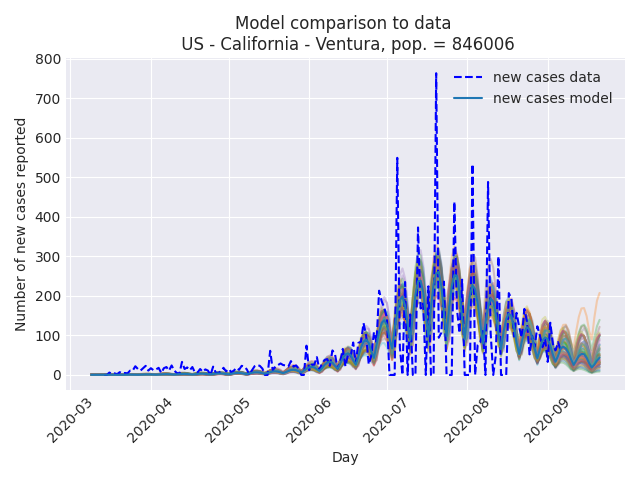 Model comparison to data
US - California - Ventura, pop. = 846006
new cases data
new cases model
Number of new cases reported
800
700
600
500
400
300
200
100
0
2020-03
2020-04
2020-05
2020-06
2020-07
2020-08
2020-09
Day